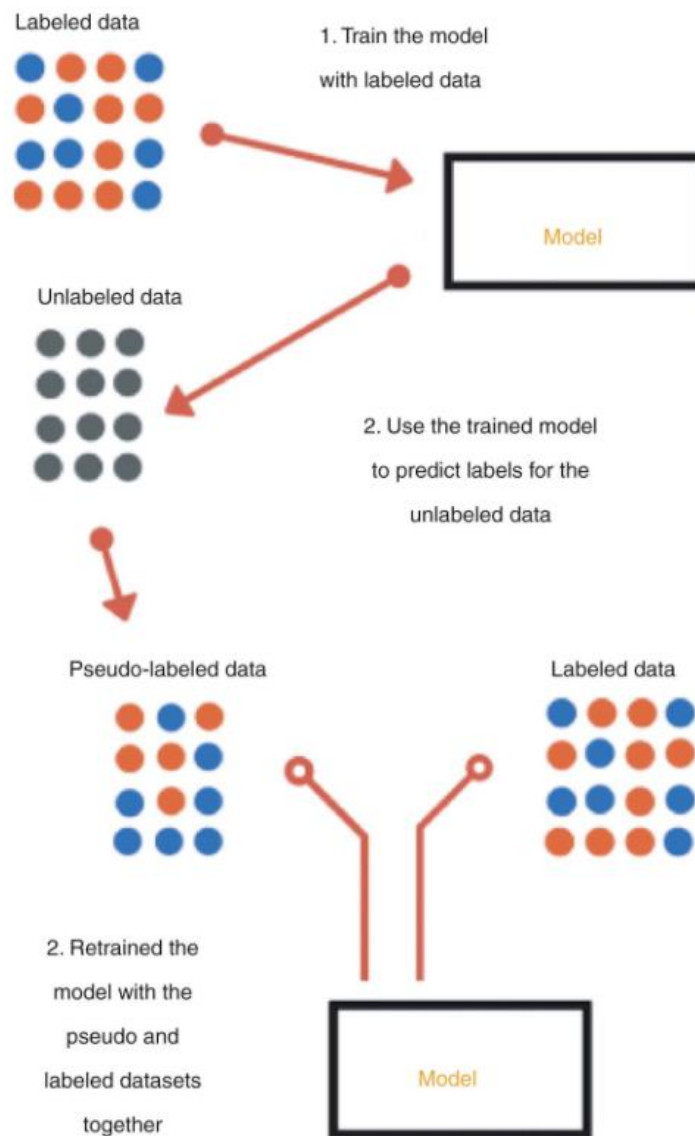 Labeled data
1. Train the model
with labeled data
Model
Unlabeled data
2. Use the trained model
to predict labels for the
unlabeled data
Pseudo-labeled data
Labeled data
2. Retrained the
model with the
pseudo and
labeled datasets
together
Model